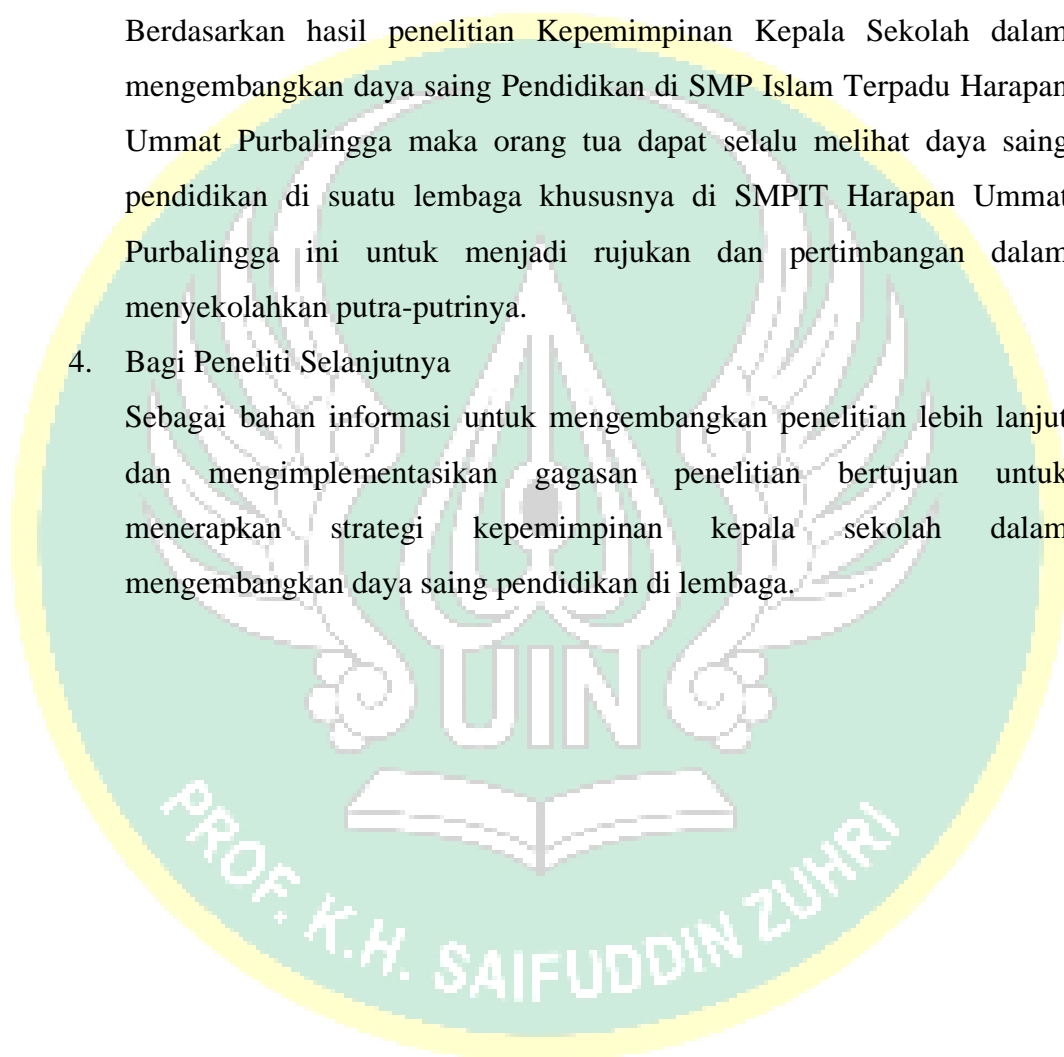 Berdasarkan hasil penelitian Kepemimpinan Kepala Sekolah dalam
mengembangkan daya saing Pendidikan di SMP Islam Terpadu Harapan
Ummat Purbalingga maka orang tua dapat selalu melihat daya saing
pendidikan di suatu lembaga khususnya di SMPIT Harapan Ummat
Purbalingga ini untuk menjadi rujukan dan pertimbangan dalam
menyekolahkan putra-putrinya.
4. Bagi Peneliti Selanjutnya
Sebagai bahan informasi untuk mengembangkan penelitian lebih lanjut
dan mengimplementasikan gagasan penelitian bertujuan untuk
menerapkan strategi kepemimpinan kepala sekolah dalam
mengembangkan daya saing pendidikan di lembaga.
UIN
PROF. K.H. SAIFUDDIN ZUHRI